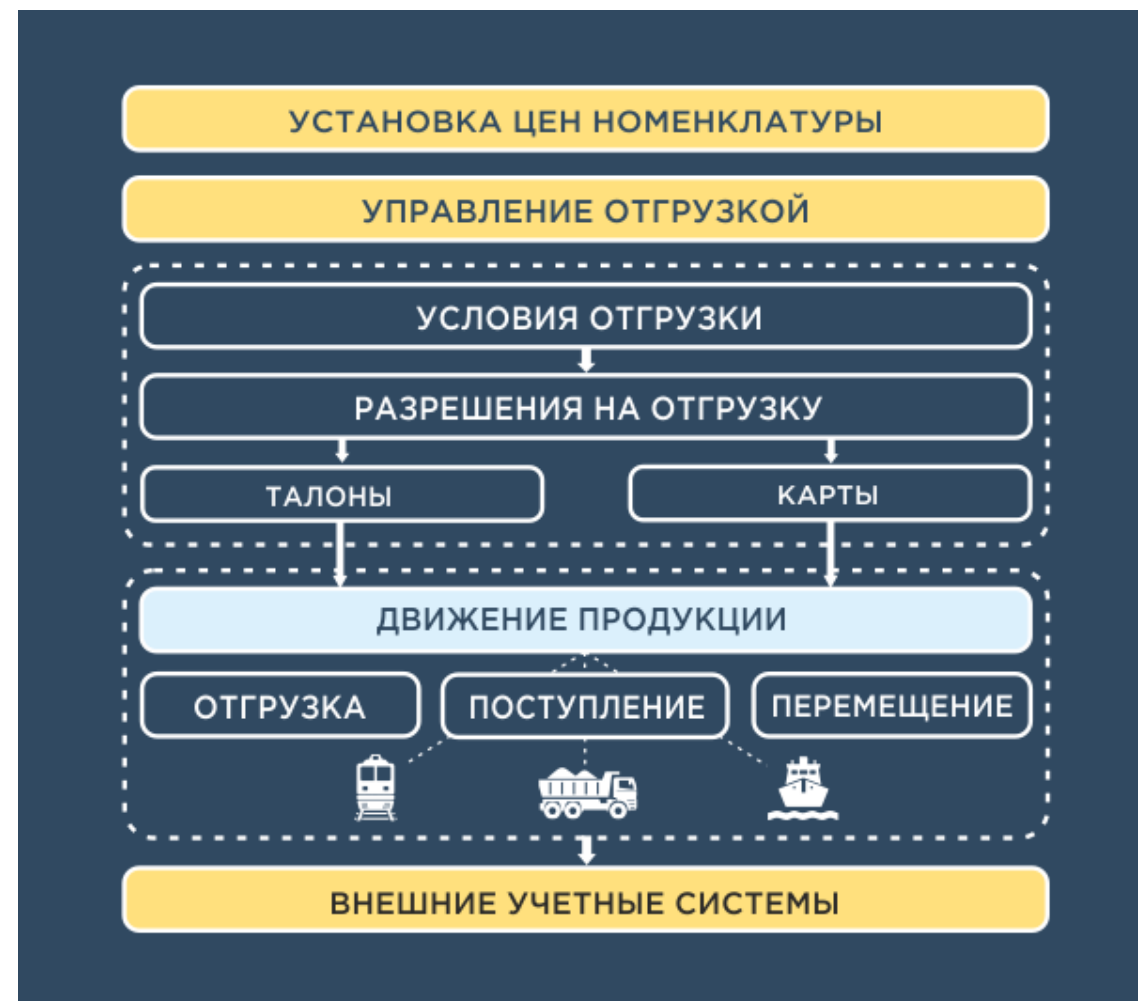 УСТАНОВКА ЦЕН НОМЕНКЛАТУРЫ
УПРАВЛЕНИЕ ОТГРУЗКОЙ
УСЛОВИЯ ОТГРУЗКИ
РАЗРЕШЕНИЯ НА ОТГРУЗКУ
ТАЛОНЫ
КАРТЫ
ДВИЖЕНИЕ ПРОДУКЦИИ
ОТГРУЗКА
ПОСТУПЛЕНИЕ
ПЕРЕМЕЩЕНИЕ
ВНЕШНИЕ УЧЕТНЫЕ СИСТЕМЫ